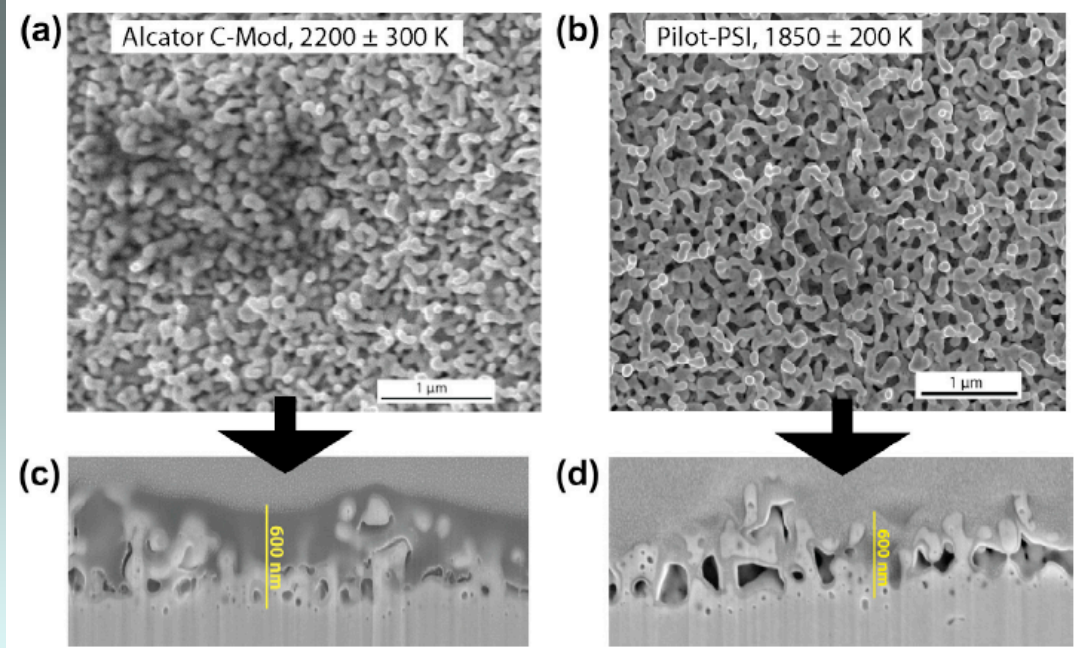 (a)
Alcator C-Mod, 2200 ± 300 K
1 μm
(b)
Pilot-PSI, 1850 ± 200 K
1 μm
(c)
600 nm
(d)
600 nm